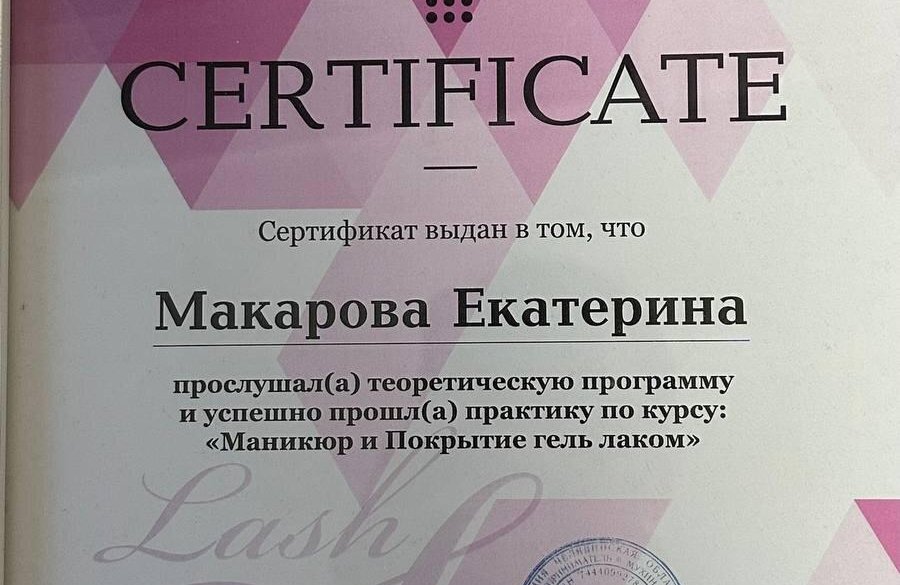 CERTIFICATE
Сертификат выдан в том, что
Макарова Екатерина
прослушал(а) теоретическую программу
и успешно прошл(а) практику по курсу:
«Маникюр и Покрытие гель лаком»
Lash
ЧЕЛЯБИНСКАЯ